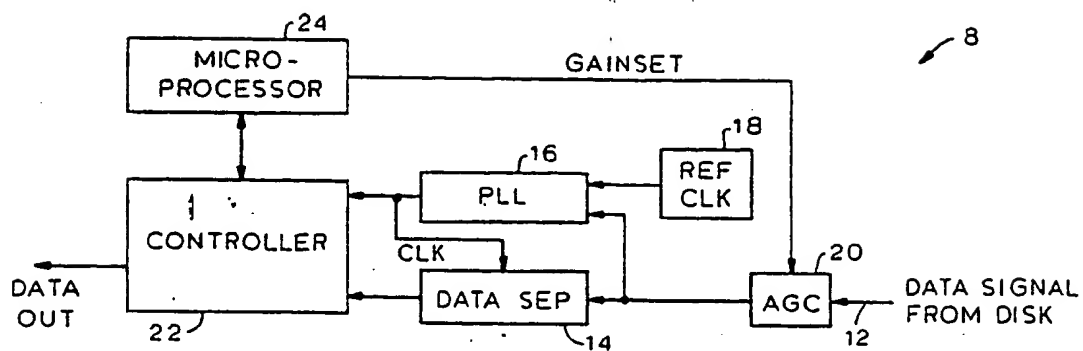 24
8
MICRO-
PROCESSOR
GAINSET
18
16
REF
CLK
PLL
CONTROLLER
CLK
20
DATA
OUT
DATA SEP
AGC
DATA SIGNAL
FROM DISK
22
14
12